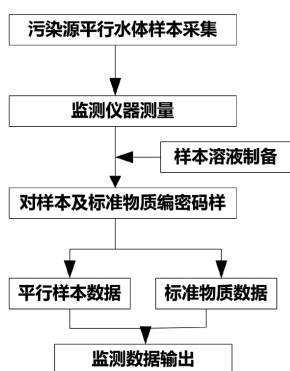 污染源平行水体样本采集
监测仪器测量
样本溶液制备
对样本及标准物质编密码样
平行样本数据
标准物质数据
监测数据输出